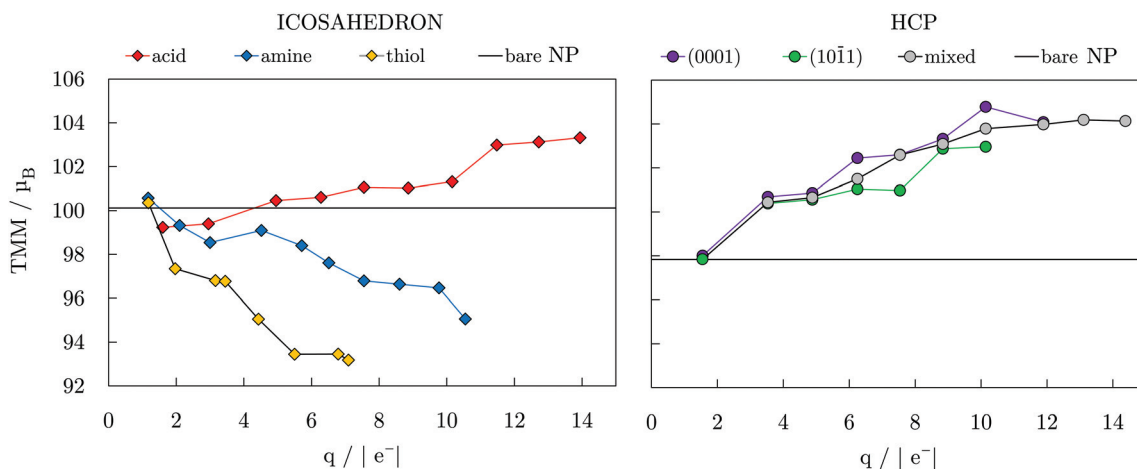 ICOSAHEDRON
acid amine thiol bare NP
TMM / μB
106
104
102
100
98
96
94
92
0 2 4 6 8 10 12 14
q / | e⁻|
HCP
(0001) (101̄1) mixed bare NP
0 2 4 6 8 10 12 14
q / | e⁻|